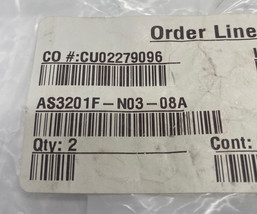 Order Line
CO #:CU02279096
AS3201F-N03-08A
Qty: 2 Cont: